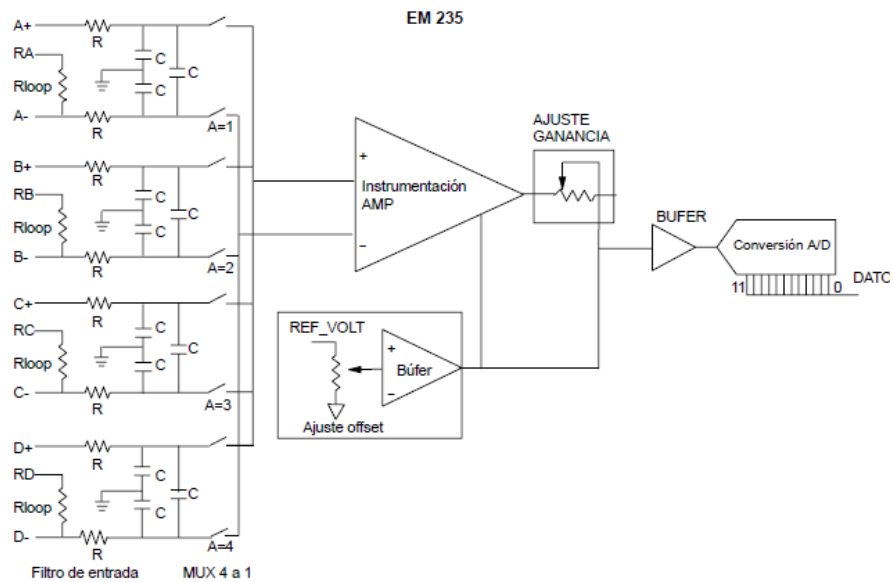 EM 235
A+
R
C
C
C
RA
Rloop
A-
R
A=1
B+
R
C
C
C
RB
Rloop
B-
R
A=2
C+
R
C
C
C
RC
Rloop
C-
R
A=3
D+
R
C
C
C
RD
Rloop
D-
R
A=4
Filtro de entrada
MUX 4 a 1
+
Instrumentación
AMP
−
AJUSTE
GANANCIA
REF_VOLT
+
Búfer
−
Ajuste offset
BUFER
Conversión A/D
11
0
DATO